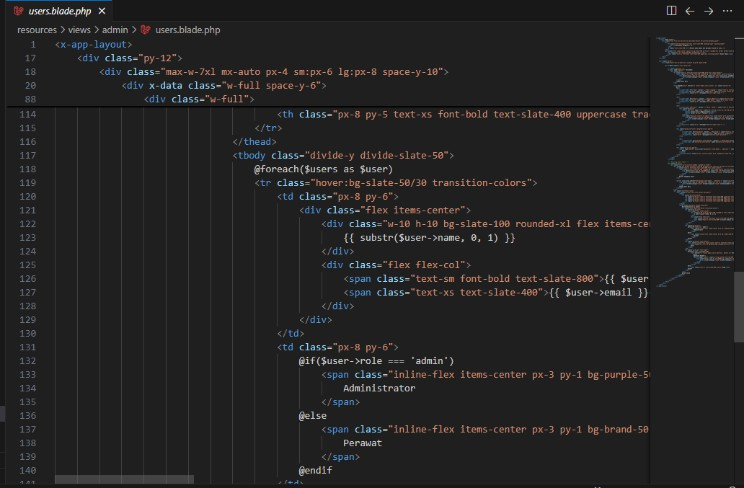 users.blade.php ×
resources > views > admin > users.blade.php
1 <x-app-layout>
17 <div class="py-12">
18 <div class="max-w-7xl mx-auto px-4 sm:px-6 lg:px-8 space-y-10">
20 <div x-data class="w-full space-y-6">
88 <div class="w-full">
114 <th class="px-8 py-5 text-xs font-bold text-slate-400 uppercase tra
115 </tr>
116 </thead>
117 <tbody class="divide-y divide-slate-50">
118 @foreach($users as $user)
119 <tr class="hover:bg-slate-50/30 transition-colors">
120 <td class="px-8 py-6">
121 <div class="flex items-center">
122 <div class="w-10 h-10 bg-slate-100 rounded-xl flex items-ce
123 {{ substr($user->name, 0, 1) }}
124 </div>
125 <div class="flex flex-col">
126 <span class="text-sm font-bold text-slate-800">{{ $user
127 <span class="text-xs text-slate-400">{{ $user->email }}
128 </div>
129 </div>
130 </td>
131 <td class="px-8 py-6">
132 @if($user->role === 'admin')
133 <span class="inline-flex items-center px-3 py-1 bg-purple-5
134 Administrator
135 </span>
136 @else
137 <span class="inline-flex items-center px-3 py-1 bg-brand-50
138 Perawat
139 </span>
140 @endif
141 </td>